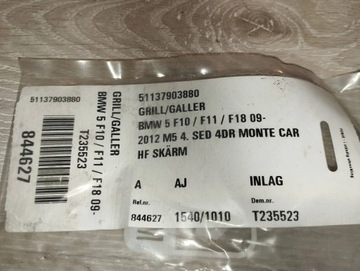 51137903880
GRILL/GALLER
BMW 5 F10 / F11 / F18 09-
T235523
844627
51137903880
GRILL/GALLER
BMW 5 F10 / F11 / F18 09-
2012 M5 4. SED 4DR MONTE CAR
HF SKÄRM
A AJ INLAG
Ref.nr. Dem.nr.
844627 1540/1010 T235523